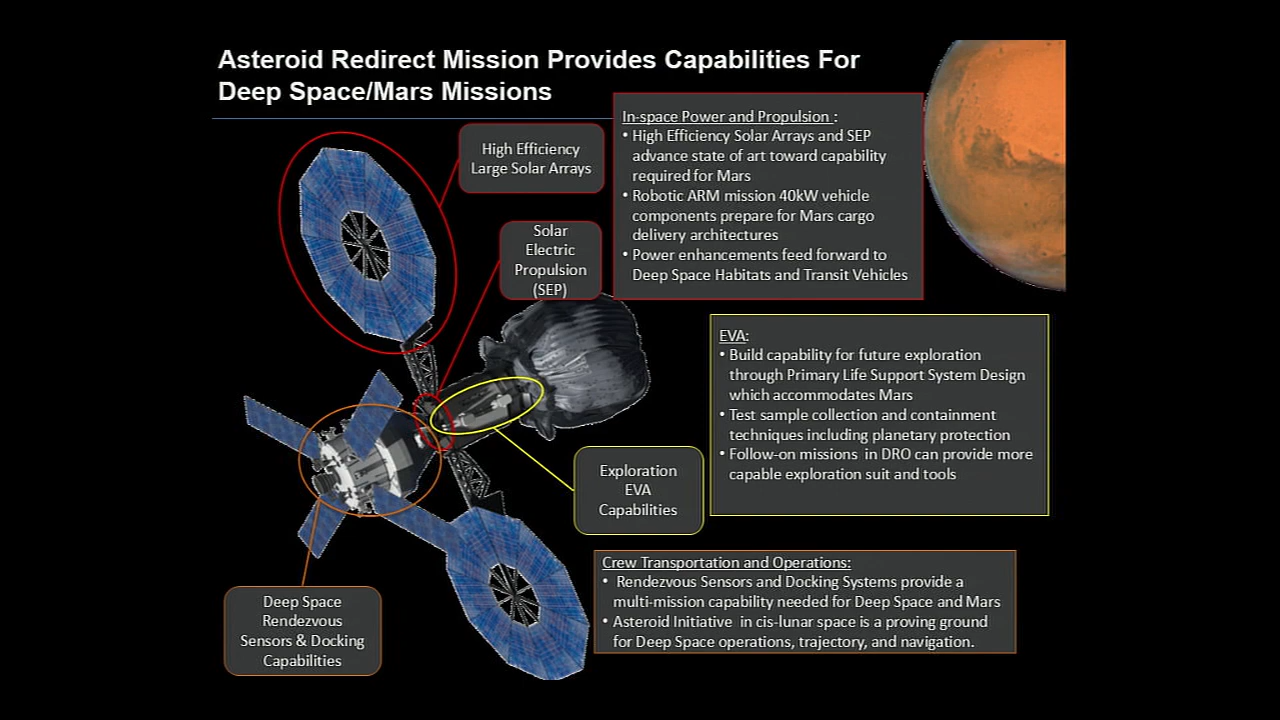 Asteroid Redirect Mission Provides Capabilities For
Deep Space/Mars Missions
High Efficiency
Large Solar Arrays
Solar
Electric
Propulsion
(SEP)
In-space Power and Propulsion :
• High Efficiency Solar Arrays and SEP
advance state of art toward capability
required for Mars
• Robotic ARM mission 40kW vehicle
components prepare for Mars cargo
delivery architectures
• Power enhancements feed forward to
Deep Space Habitats and Transit Vehicles
EVA:
• Build capability for future exploration
through Primary Life Support System Design
which accommodates Mars
• Test sample collection and containment
techniques including planetary protection
• Follow-on missions in DRO can provide more
capable exploration suit and tools
Exploration
EVA
Capabilities
Crew Transportation and Operations:
• Rendezvous Sensors and Docking Systems provide a
multi-mission capability needed for Deep Space and Mars
• Asteroid Initiative in cis-lunar space is a proving ground
for Deep Space operations, trajectory, and navigation.
Deep Space
Rendezvous
Sensors & Docking
Capabilities